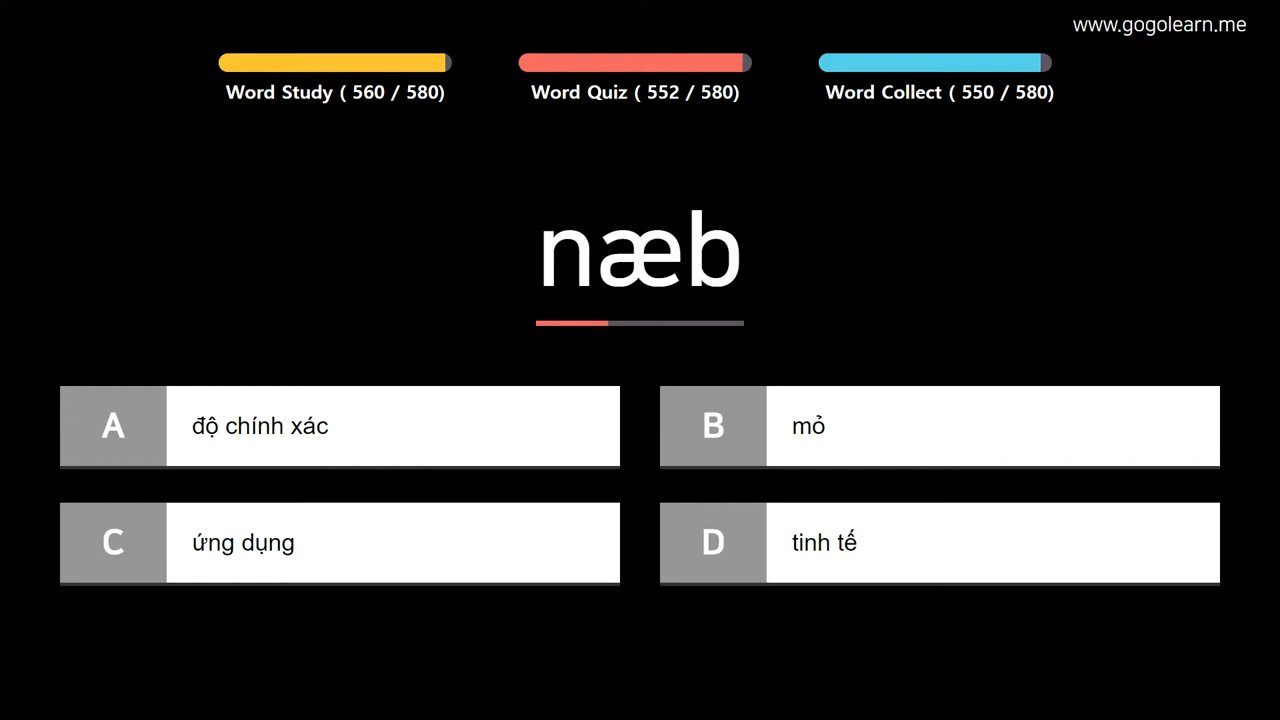 www.gogolearn.me
Word Study ( 560 / 580)
Word Quiz ( 552 / 580)
Word Collect ( 550 / 580)
næb
A
độ chính xác
B
mỏ
C
ứng dụng
D
tinh tế